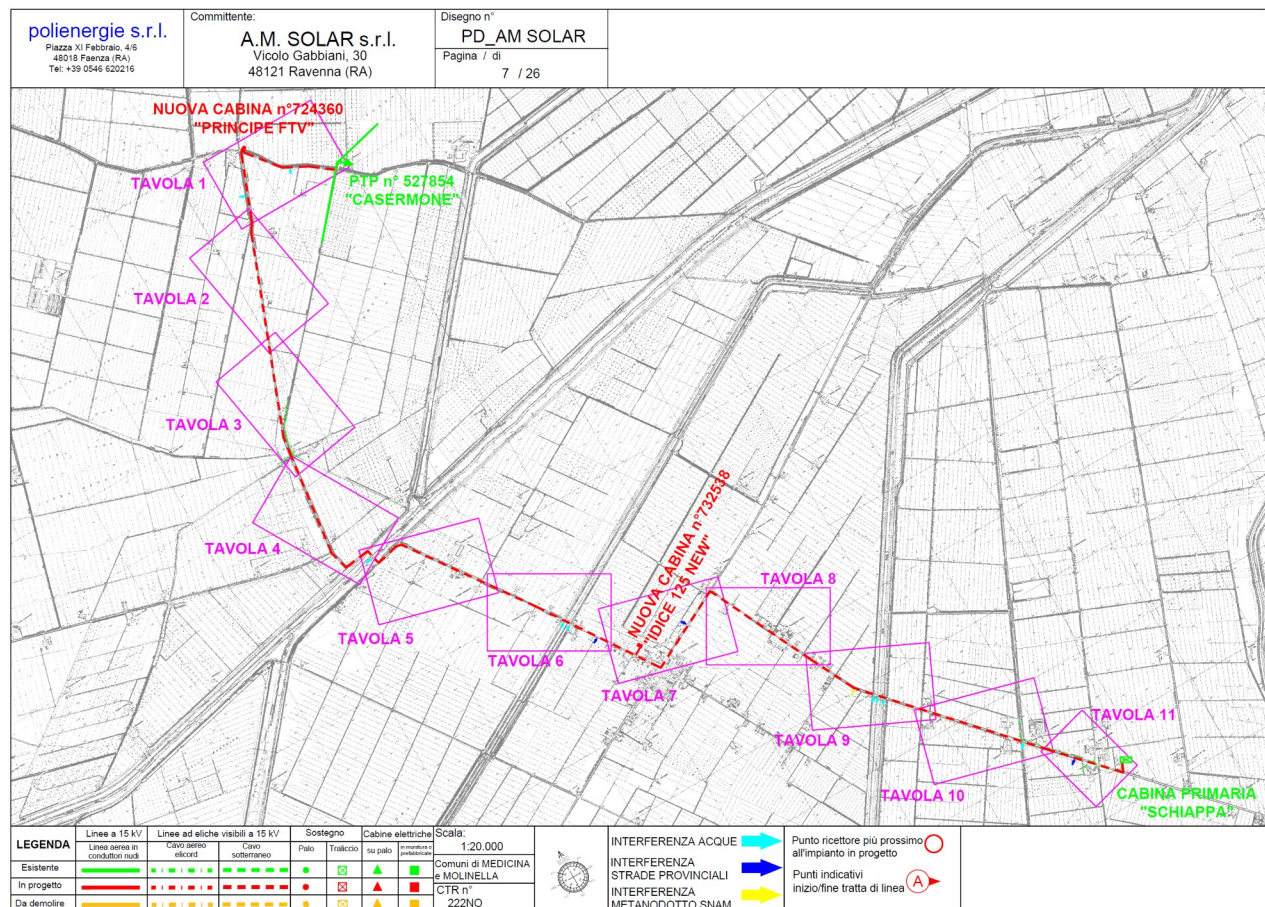 polienergie s.r.l.
Piazza XI Febbraio, 4/6
48018 Faenza (RA)
Tel: +39 0546 620216
Committente:
A.M. SOLAR s.r.l.
Vicolo Gabbiani, 30
48121 Ravenna (RA)
Disegno n°
PD_AM SOLAR
Pagina / di
7 / 26
NUOVA CABINA n°724360
"PRINCIPE FTV"
TAVOLA 1
PTP n° 527854
"CASERMONE"
TAVOLA 2
TAVOLA 3
TAVOLA 4
TAVOLA 5
TAVOLA 6
NUOVA CABINA n°732538
"IDICE 125 NEW"
TAVOLA 7
TAVOLA 8
TAVOLA 9
TAVOLA 10
TAVOLA 11
CABINA PRIMARIA
"SCHIAPPA"
LEGENDA
Linee a 15 kV
Linea aerea in
conduttori nudi
Linee ad eliche visibili a 15 kV
Cavo aereo
elicord
Cavo
sotterraneo
Sostegno
Palo
Traliccio
Cabine elettriche
su palo
in muratura o
prefabbricate
Esistente
In progetto
Da demolire
Scala:
1:20.000
Comuni di MEDICINA
e MOLINELLA
CTR n°
222NO
INTERFERENZA ACQUE
INTERFERENZA
STRADE PROVINCIALI
INTERFERENZA
METANODOTTO SNAM
Punto ricettore più prossimo
all'impianto in progetto
Punti indicativi
inizio/fine tratta di linea
A